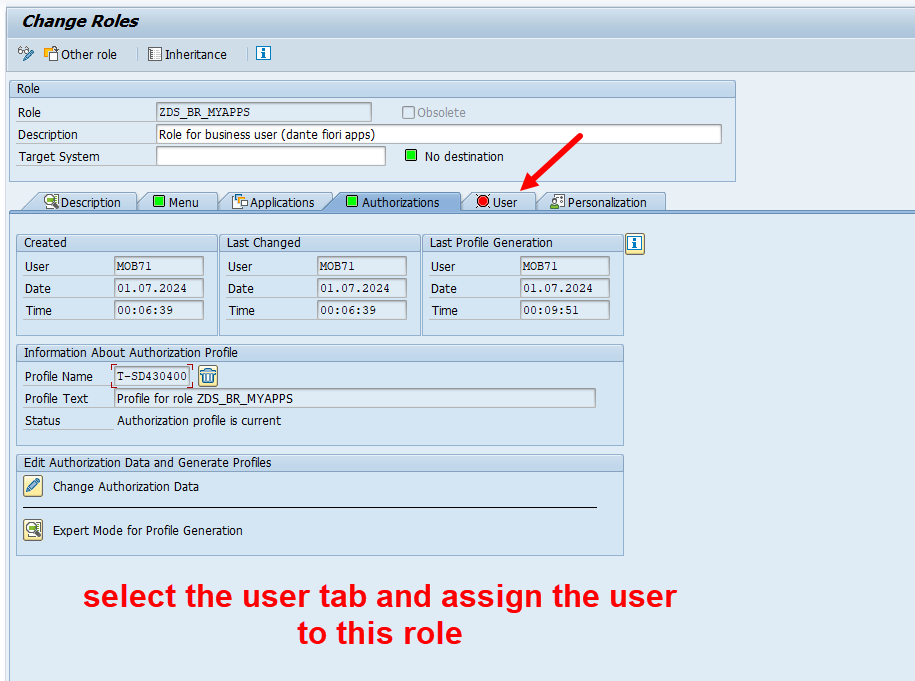 Change Roles
Other role Inheritance
Role
Role ZDS_BR_MYAPPS Obsolete
Description Role for business user (dante fiori apps)
Target System No destination
Description Menu Applications Authorizations User Personalization
Created Last Changed Last Profile Generation
User MOB71 User MOB71 User MOB71
Date 01.07.2024 Date 01.07.2024 Date 01.07.2024
Time 00:06:39 Time 00:06:39 Time 00:09:51
Information About Authorization Profile
Profile Name T-SD430400
Profile Text Profile for role ZDS_BR_MYAPPS
Status Authorization profile is current
Edit Authorization Data and Generate Profiles
Change Authorization Data
Expert Mode for Profile Generation
select the user tab and assign the user
to this role